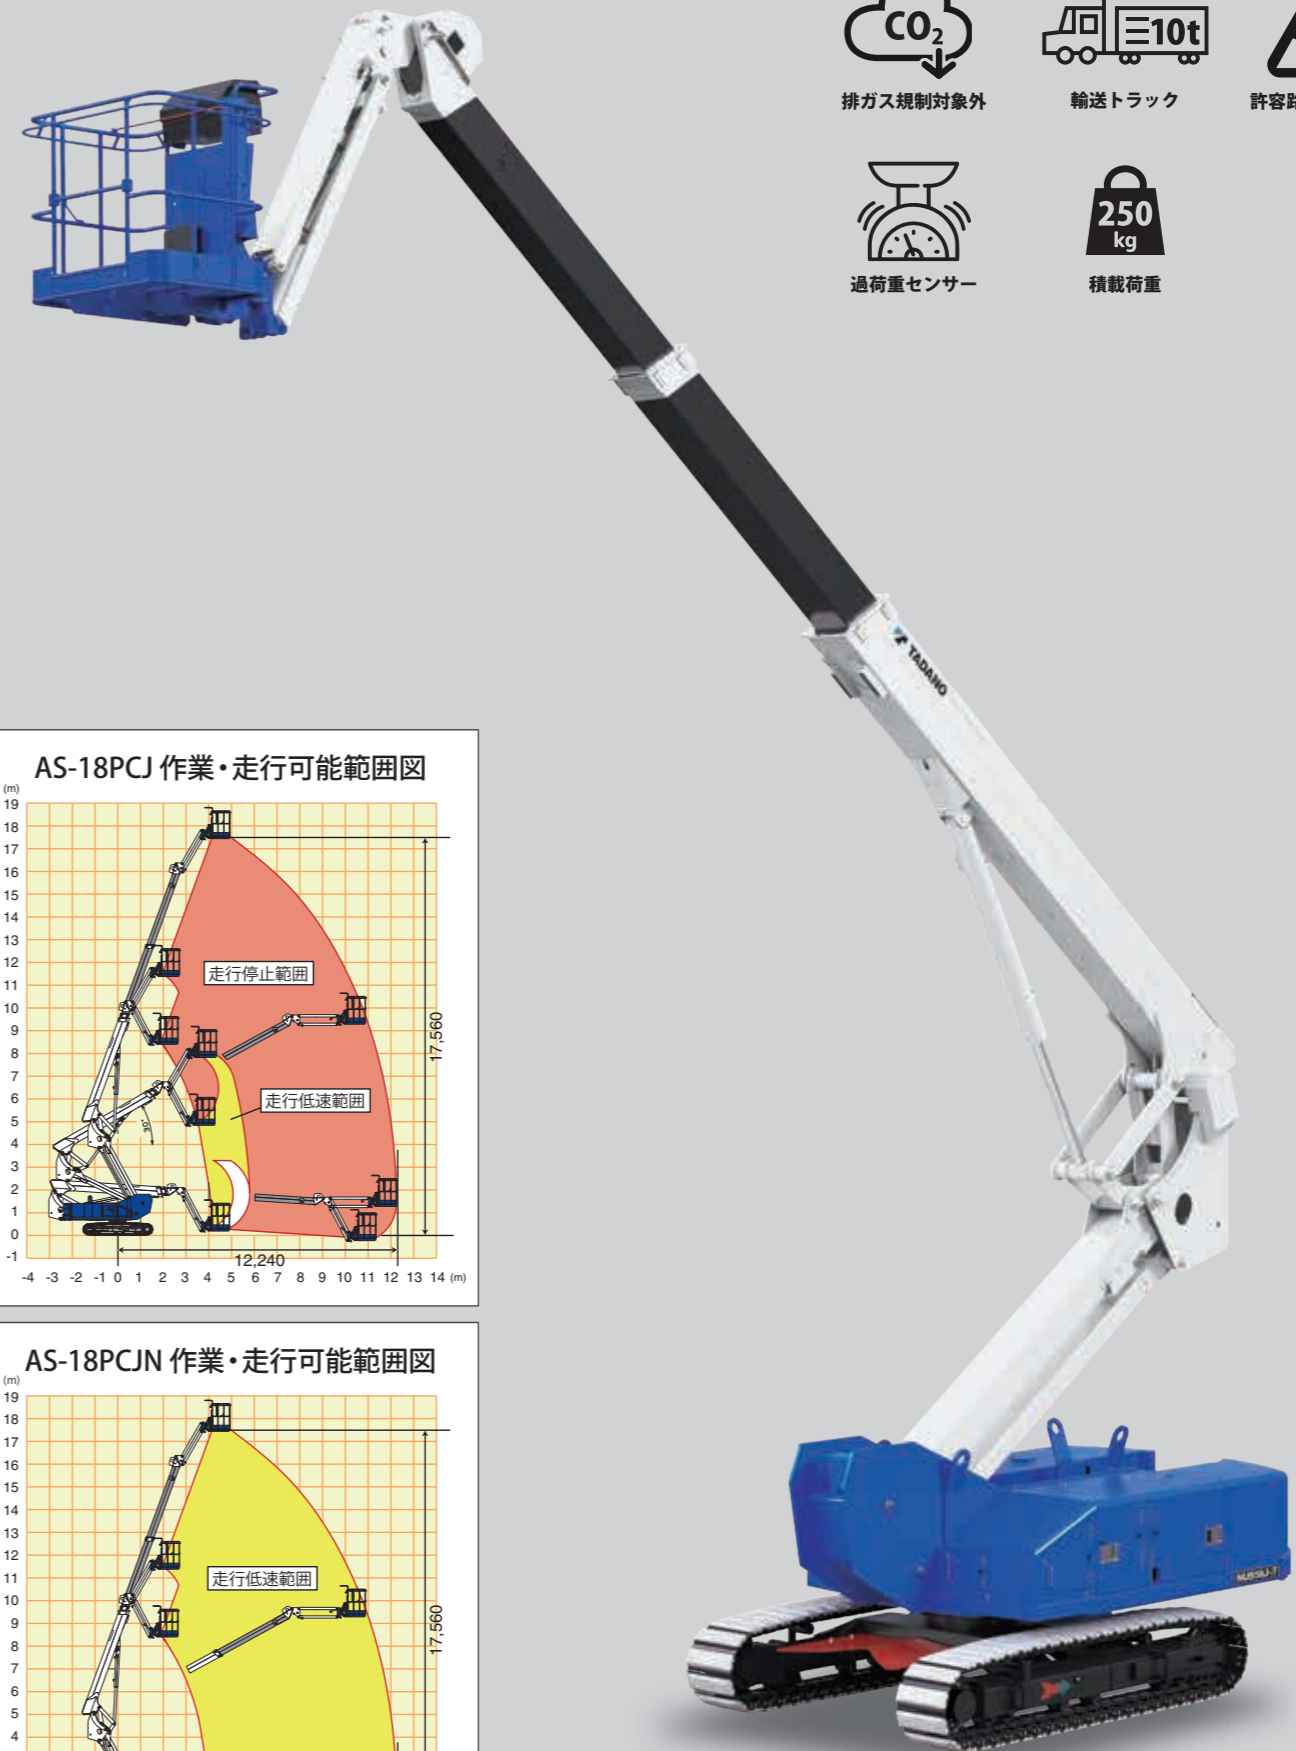 CO₂
排ガス規制対象外
10t
輸送トラック
許容
過荷重センサー
250
kg
積載荷重
TADANO
AS-18PCJ 作業・走行可能範囲図
(m)
19
18
17
16
15
14
13
12
11
10
9
8
7
6
5
4
3
2
1
0
-1
走行停止範囲
走行低速範囲
30°
17,560
12,240
-4 -3 -2 -1 0 1 2 3 4 5 6 7 8 9 10 11 12 13 14 (m)
AS-18PCJN 作業・走行可能範囲図
(m)
19
18
17
16
15
14
13
12
11
10
9
8
7
6
5
4
走行低速範囲
17,560